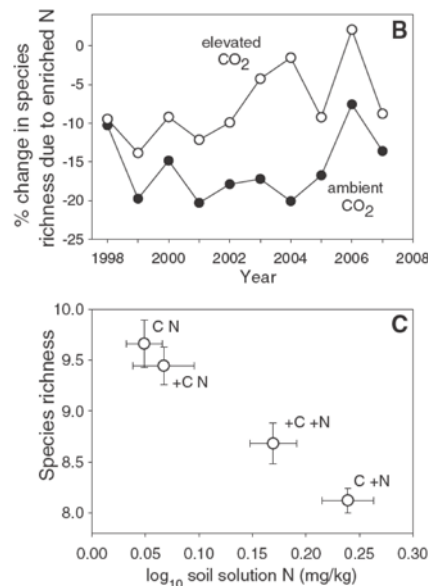 B
% change in species
richness due to enriched N
0
-5
-10
-15
-20
-25
elevated
CO2
ambient
CO2
1998 2000 2002 2004 2006 2008
Year
C
Species richness
10.0
9.5
9.0
8.5
8.0
C N
+C N
+C +N
C +N
0.00 0.05 0.10 0.15 0.20 0.25 0.30
log10 soil solution N (mg/kg)